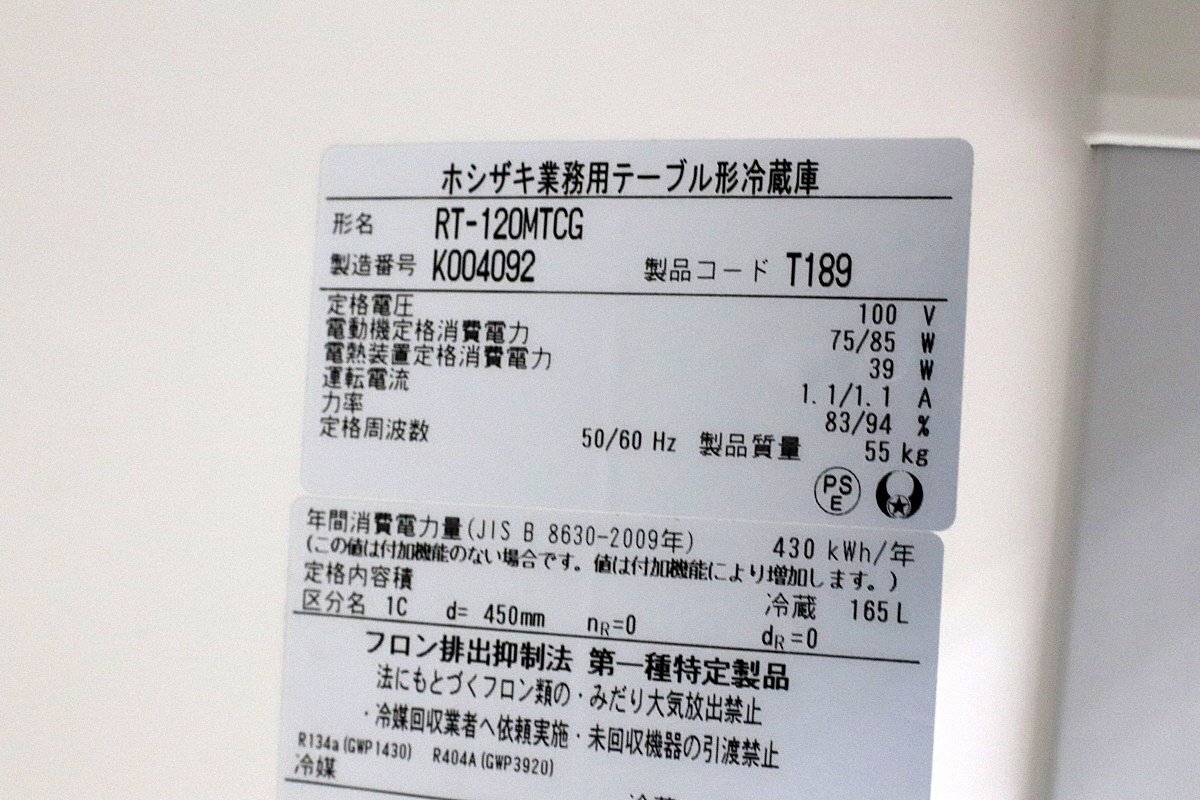 ホシザキ業務用テーブル形冷蔵庫
形名 RT-120MTCG
製造番号 K004092 製品コード T189
定格電圧 100 V
電動機定格消費電力 75/85 W
電熱装置定格消費電力 39 W
運転電流 1.1/1.1 A
力率 83/94 %
定格周波数 50/60 Hz 製品質量 55 kg
PS
E
年間消費電力量(JIS B 8630-2009年) 430 kWh/年
(この値は付加機能のない場合です。値は付加機能により増加します。)
定格内容積 冷蔵 165L
区分名 1C d= 450mm nR=0 dR=0
フロン排出抑制法 第一種特定製品
法にもとづくフロン類の・みだり大気放出禁止
・冷媒回収業者へ依頼実施・未回収機器の引渡禁止
R134a(GWP1430) R404A(GWP3920)
冷媒